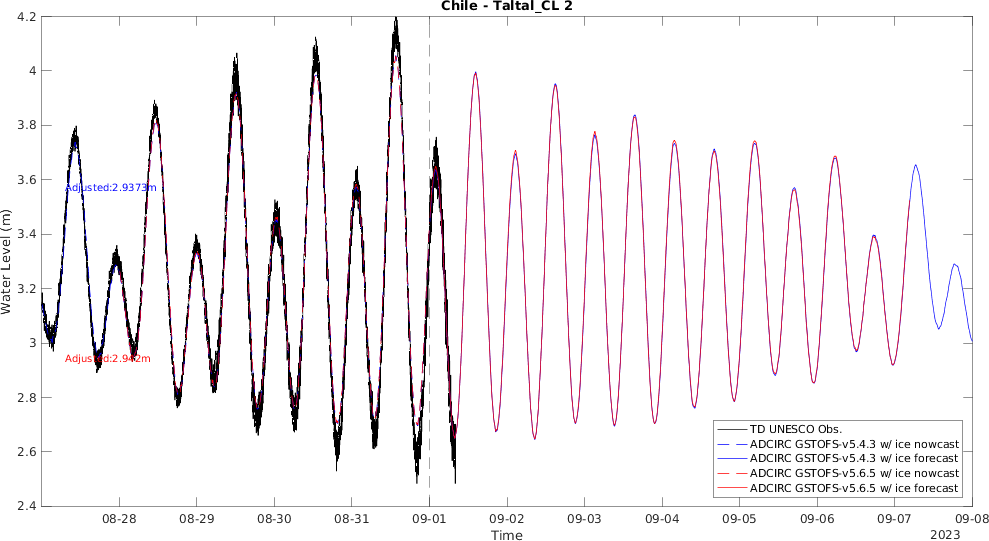 Chile - Taltal_CL 2
4.2
4
3.8
3.6
3.4
3.2
3
2.8
2.6
2.4
Water Level (m)
Adjusted:2.9373m
Adjusted:2.942m
TD UNESCO Obs.
ADCIRC GSTOFS-v5.4.3 w/ ice nowcast
ADCIRC GSTOFS-v5.4.3 w/ ice forecast
ADCIRC GSTOFS-v5.6.5 w/ ice nowcast
ADCIRC GSTOFS-v5.6.5 w/ ice forecast
08-28 08-29 08-30 08-31 09-01 09-02 09-03 09-04 09-05 09-06 09-07 09-08
Time
2023